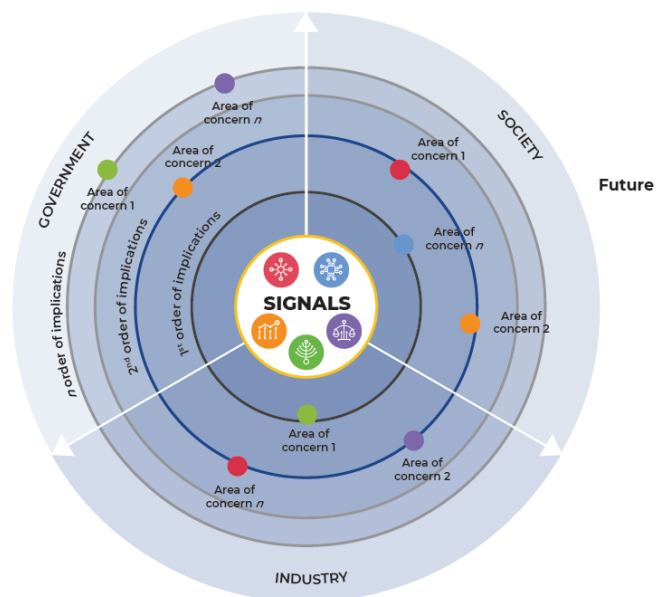 GOVERNMENT
SOCIETY
INDUSTRY
Future
Area of
concern n
Area of
concern 2
Area of
concern 1
Area of
concern 1
Area of
concern n
Area of
concern 2
Area of
concern 1
Area of
concern 2
Area of
concern n
SIGNALS
1st order of implications
2nd order of implications
n order of implications